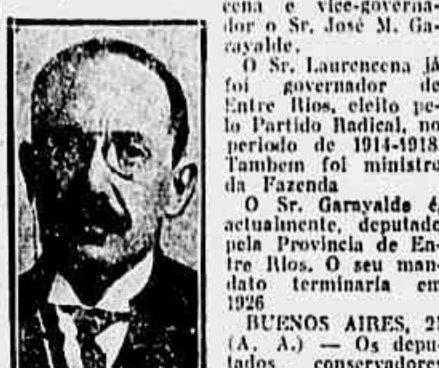 cena e vice-governa-
dor o Sr. José M. Ga-
rayalde.
O Sr. Laurencena já
foi governador de
Entre Rios, eleito pe-
lo Partido Radical, no
periodo de 1914-1918
Tambem foi ministro
da Fazenda
O Sr. Garayalde é,
actualmente, deputado
pela Provincia de En-
tre Rios. O seu man-
dato terminaria em
1926
BUENOS AIRES, 21
(A. A.) — Os depu-
tados conservadores